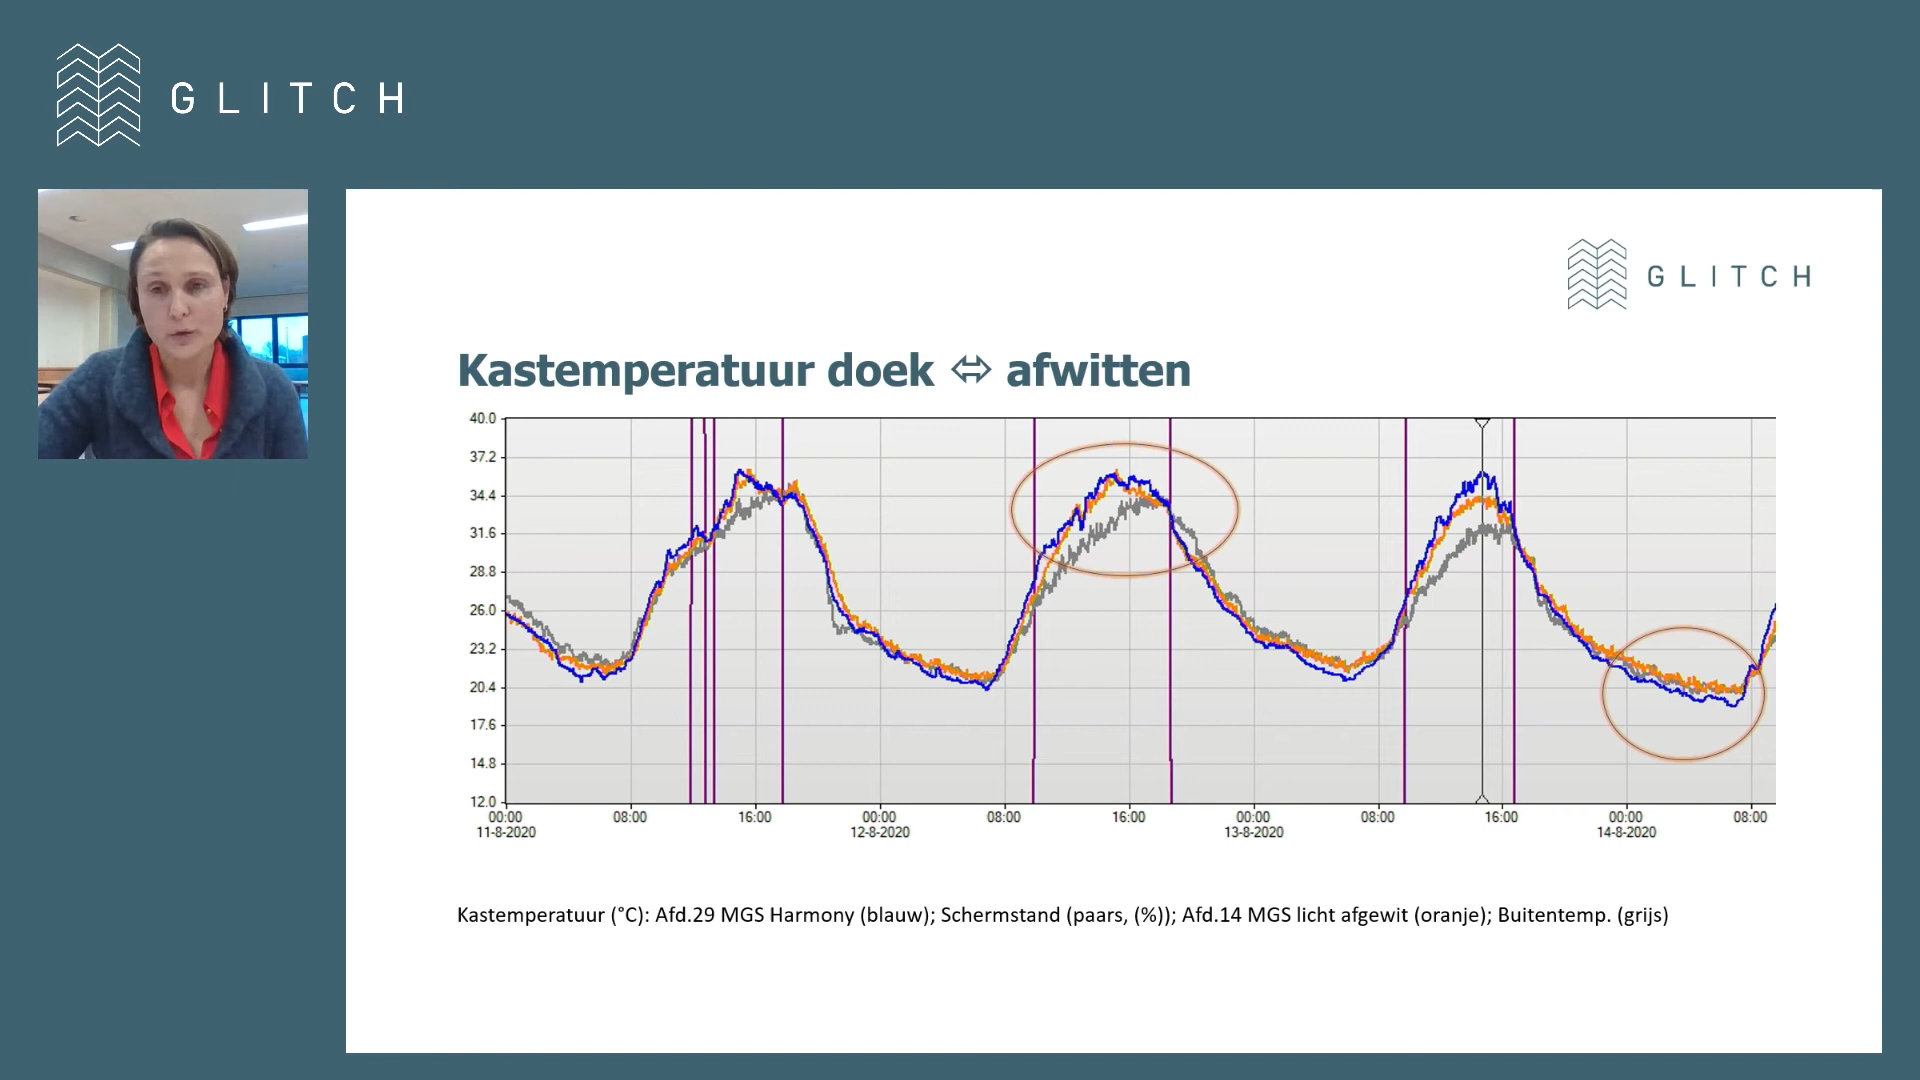 GLITCH
GLITCH
Kastemperatuur doek ⬄ afwitten
40.0
37.2
34.4
31.6
28.8
26.0
23.2
20.4
17.6
14.8
12.0
00:00 08:00 16:00 00:00 08:00 16:00 00:00 08:00 16:00 00:00 08:00
11-8-2020 12-8-2020 13-8-2020 14-8-2020
Kastemperatuur (°C): Afd.29 MGS Harmony (blauw); Schermstand (paars, (%)); Afd.14 MGS licht afgewit (oranje); Buitentemp. (grijs)